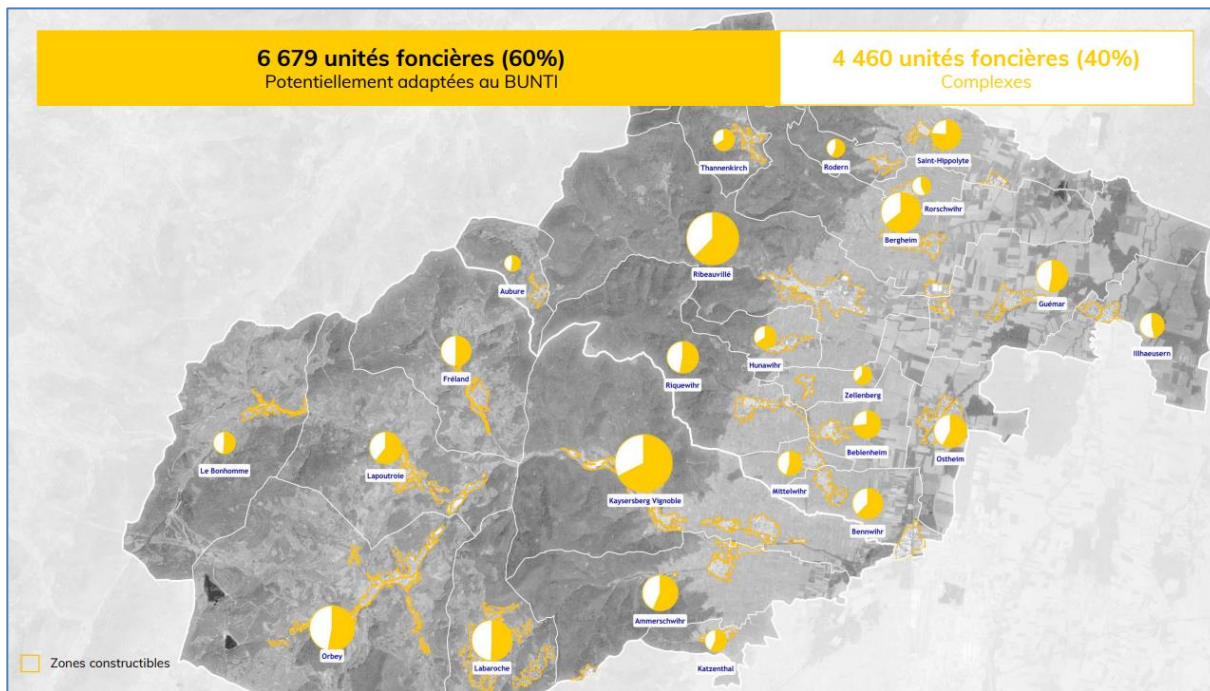 6 679 unités foncières (60%)
Potentiellement adaptées au BUNTI
4 460 unités foncières (40%)
Complexes
Thannenkirch
Rodern
Saint-Hippolyte
Rorschwihr
Bergheim
Ribeauvillé
Aubure
Guémar
Illhaeusern
Hunawihr
Fréland
Riquewihr
Zellenberg
Beblenheim
Ostheim
Le Bonhomme
Lapoutroie
Mittelwihr
Kaysersberg Vignoble
Bennwihr
Ammerschwihr
Orbey
Labaroche
Katzenthal
Zones constructibles